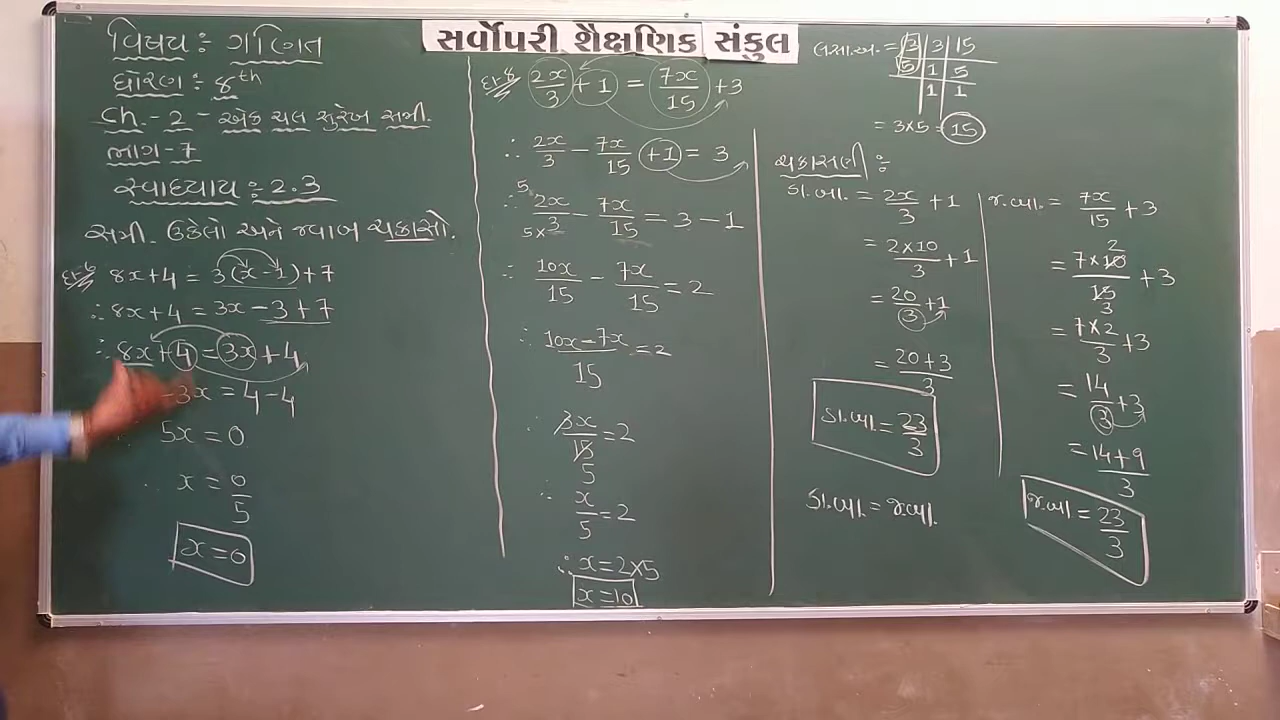 સર્વોપરી શૈક્ષણિક સંકુલ
વિષય : ગણિત
ધોરણ : 8th
Ch. - 2 - એક ચલ સુરેખ સમી.
ભાગ - 7
સ્વાધ્યાય : 2.3
સમી. ઉકેલો અને જવાબ ચકાસો.
8x+4 = 3(x-1)+7
∴ 8x+4 = 3x-3+7
∴ 8x+4 = 3x+4
-3x = 4-4
5x = 0
∴ x = 0/5
x = 0
2x/3 + 1 = 7x/15 + 3
∴ 2x/3 - 7x/15 + 1 = 3
∴ 5 2x/5×3 - 7x/15 = 3-1
∴ 10x/15 - 7x/15 = 2
∴ 10x-7x/15 = 2
∴ 3x/15 5 = 2
∴ x/5 = 2
∴ x = 2×5
x = 10
લસાઅ. = 3 | 3 | 15
5 | 1 | 5
1 | 1
= 3×5 = 15
ચકાસણી :
ડા.બા. = 2x/3 + 1
= 2×10/3 + 1
= 20/3 + 1
= 20+3/3
ડા.બા. = 23/3
ડા.બા. = જ.બા.
જ.બા. = 7x/15 + 3
= 7×10 2/15 3 + 3
= 7×2/3 + 3
= 14/3 + 3
= 14+9/3
જ.બા. = 23/3